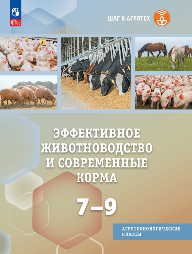 ШАГ В АГРОТЕХ
ЭФФЕКТИВНОЕ
ЖИВОТНОВОДСТВО
И СОВРЕМЕННЫЕ
КОРМА
7–9
АГРОТЕХНОЛОГИЧЕСКИЕ
КЛАССЫ